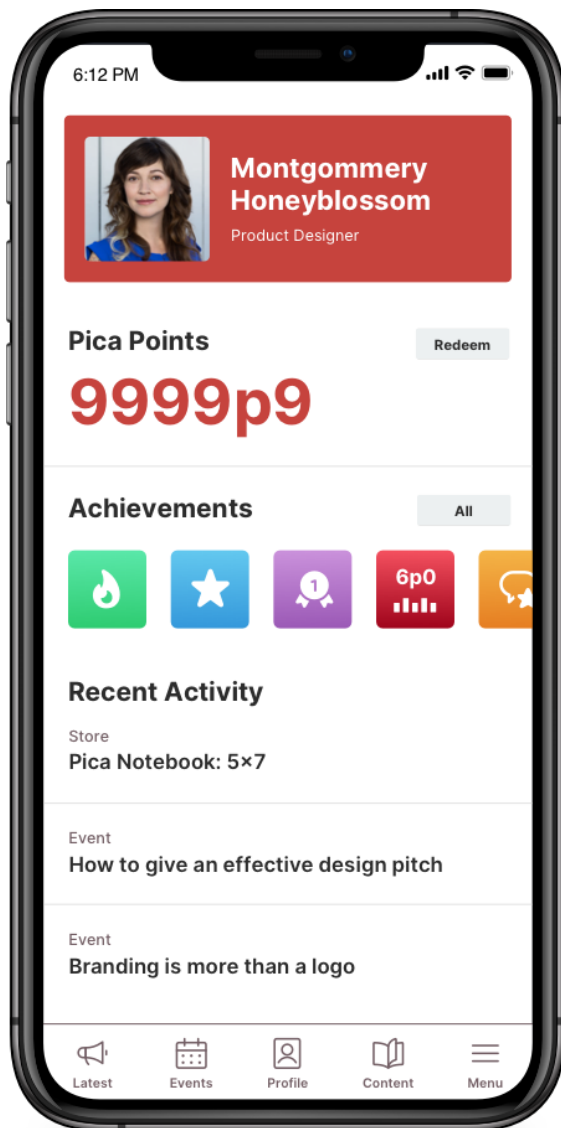 6:12 PM
Montgommery
Honeyblossom
Product Designer
Pica Points
Redeem
9999p9
Achievements
All
1
6p0
Recent Activity
Store
Pica Notebook: 5×7
Event
How to give an effective design pitch
Event
Branding is more than a logo
Latest
Events
Profile
Content
Menu